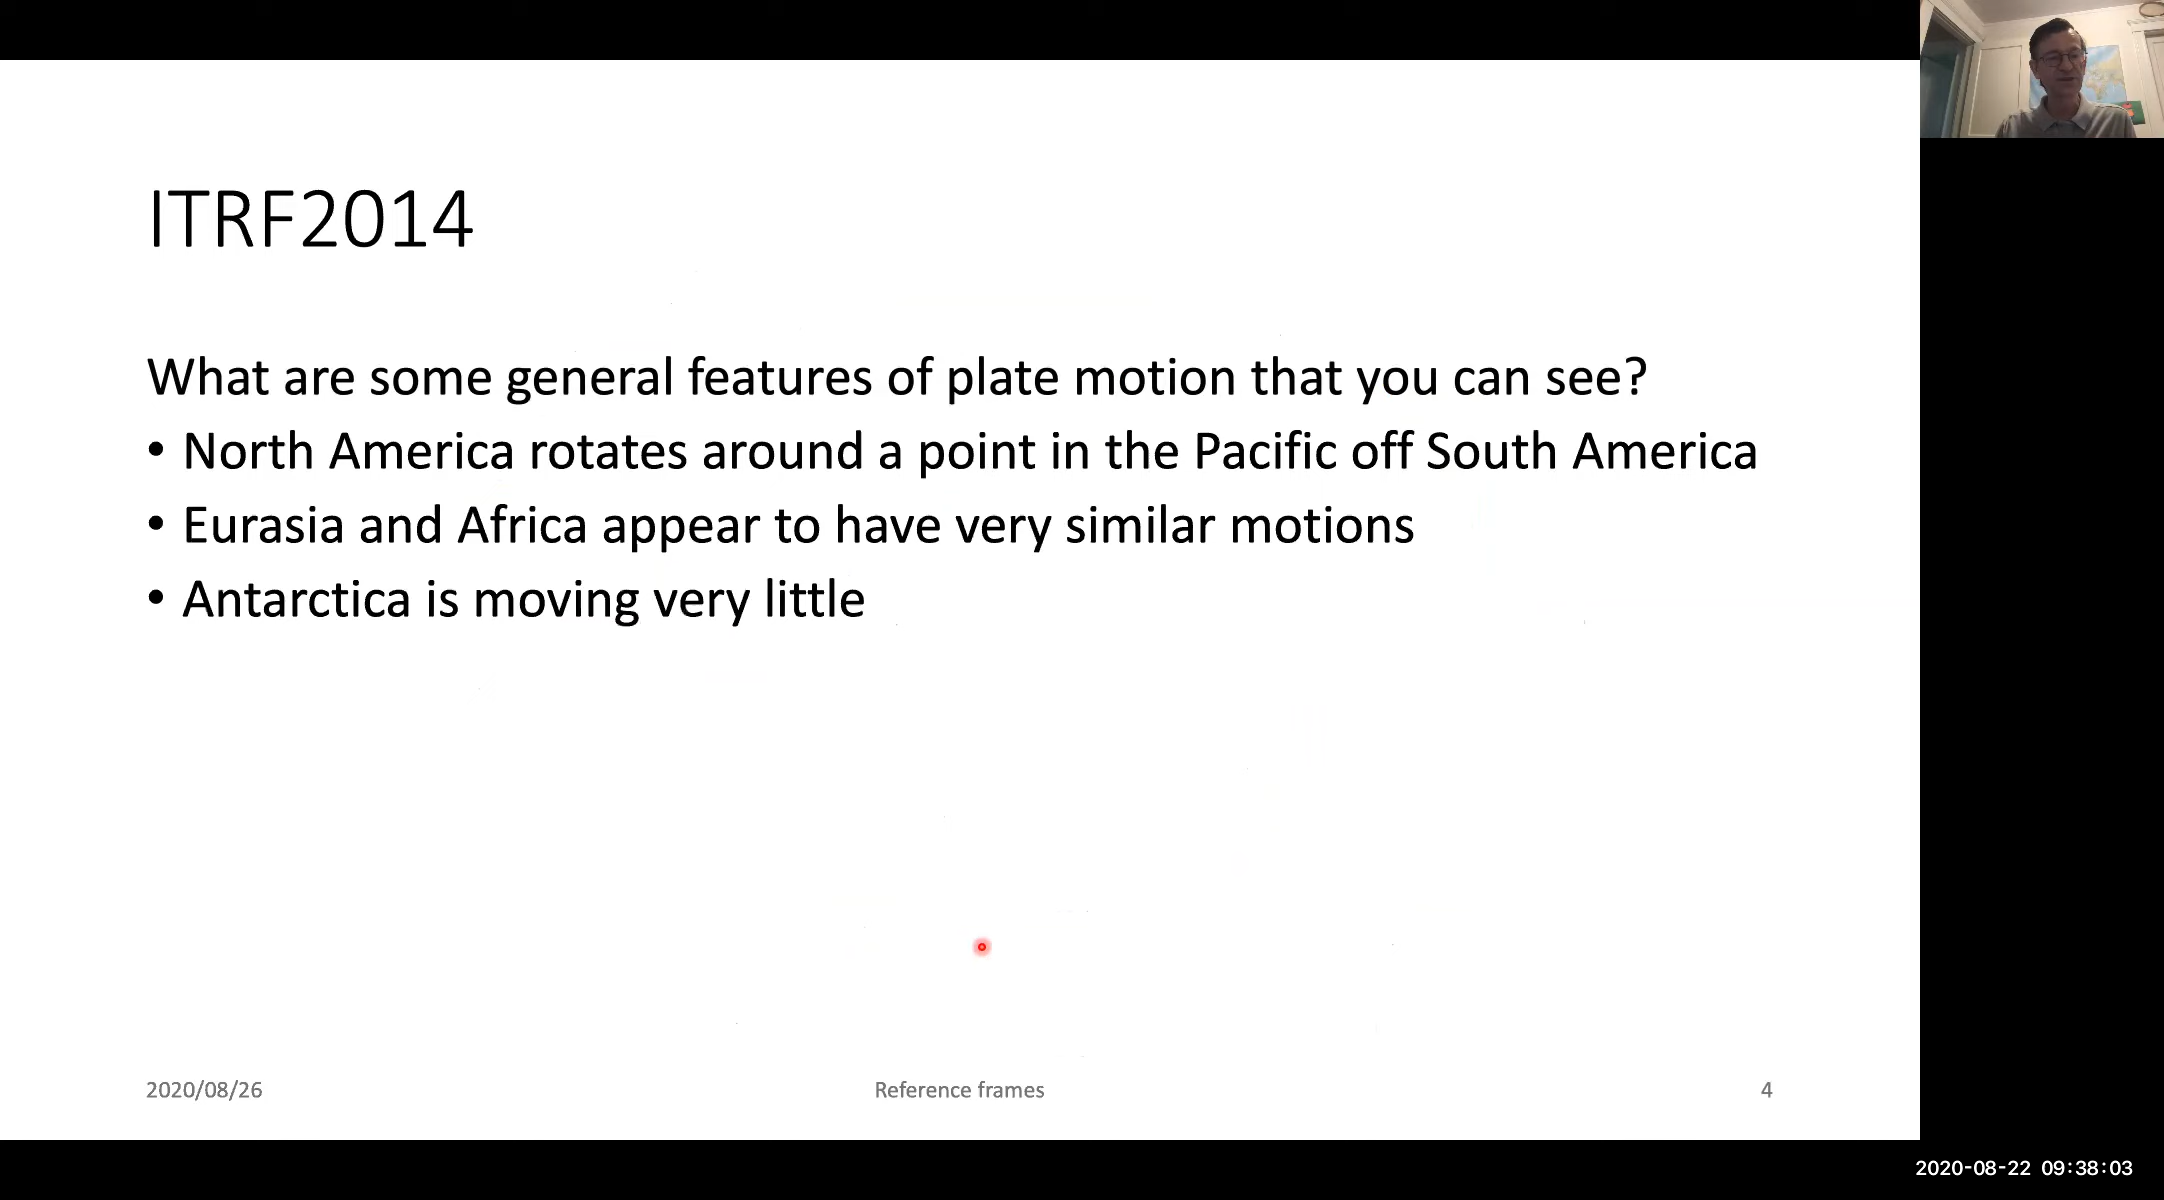 ITRF2014
What are some general features of plate motion that you can see?
• North America rotates around a point in the Pacific off South America
• Eurasia and Africa appear to have very similar motions
• Antarctica is moving very little
2020/08/26
Reference frames
4
2020-08-22 09:38:03